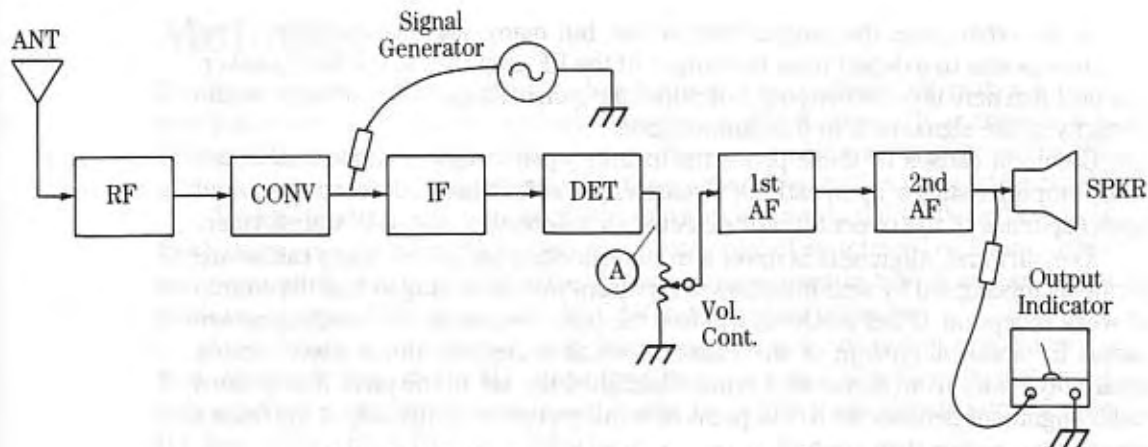 ANT
Signal
Generator
RF
CONV
IF
DET.
1st
AF
2nd
AF
SPKR
A
Vol.
Cont.
Output
Indicator